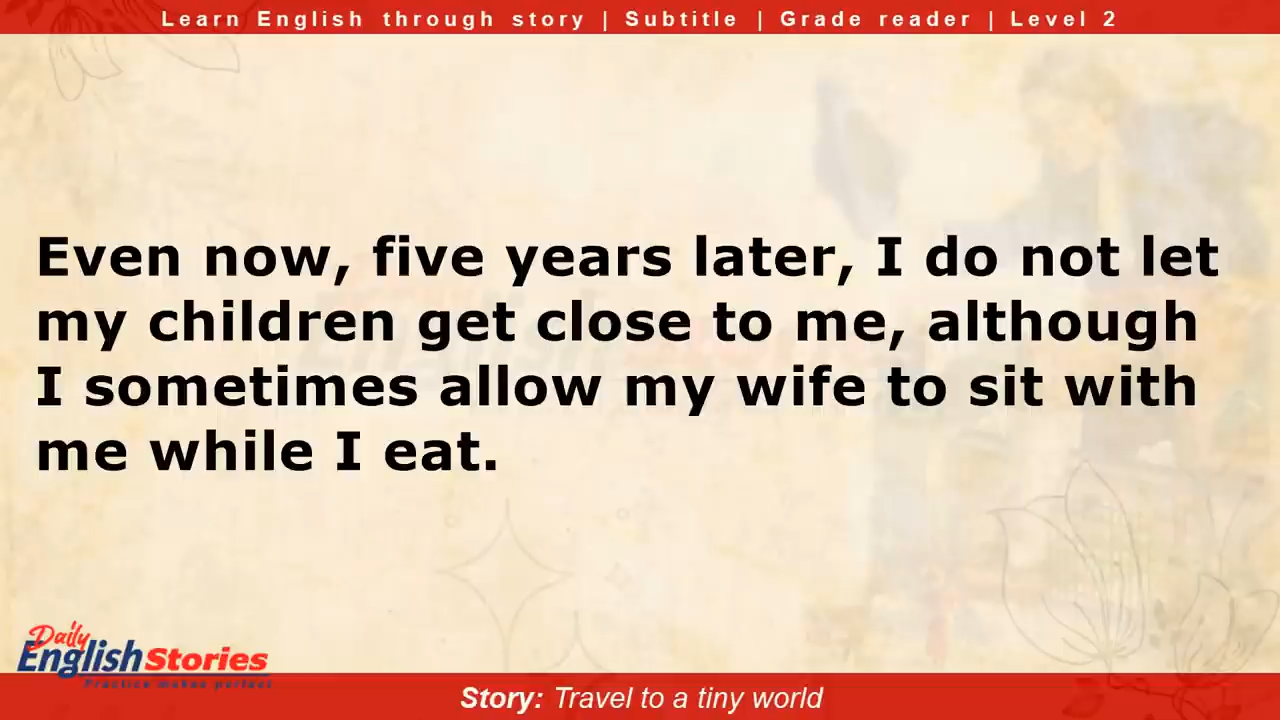 Learn English through story | Subtitle | Grade reader | Level 2
Even now, five years later, I do not let
my children get close to me, although
I sometimes allow my wife to sit with
me while I eat.
Daily
English Stories
Practice makes perfect
Story: Travel to a tiny world